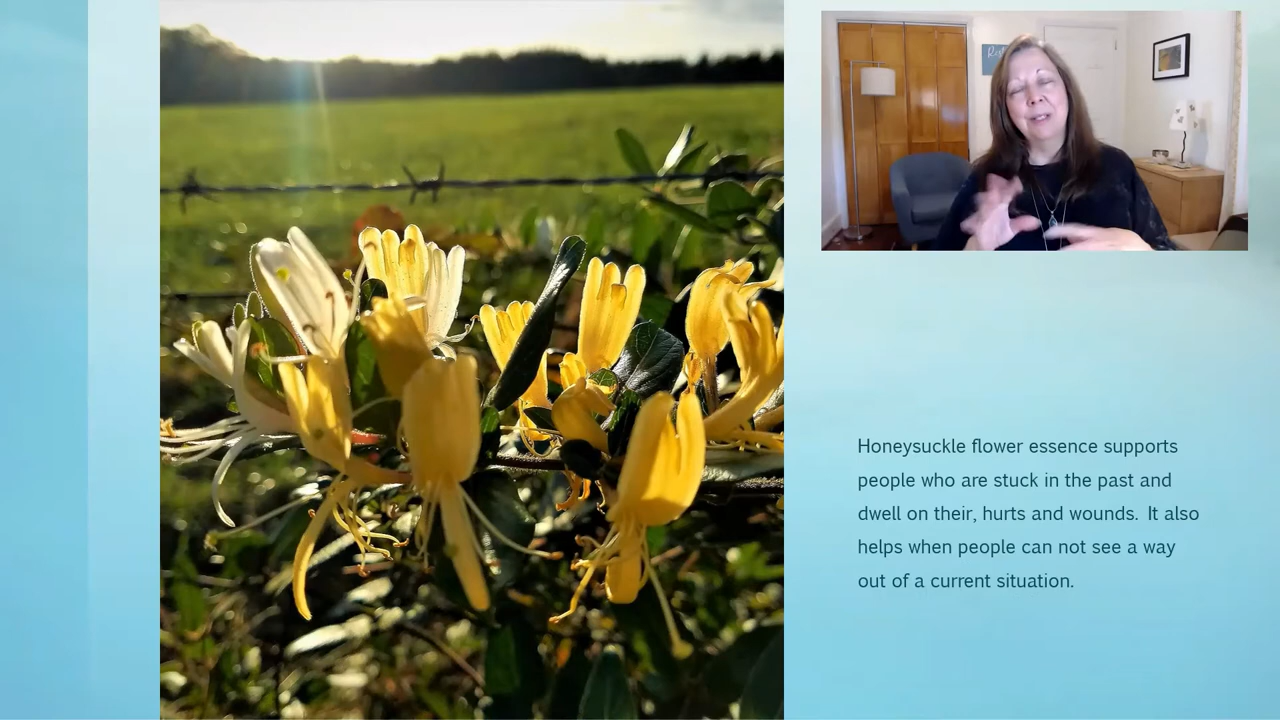 Honeysuckle flower essence supports
people who are stuck in the past and
dwell on their, hurts and wounds. It also
helps when people can not see a way
out of a current situation.